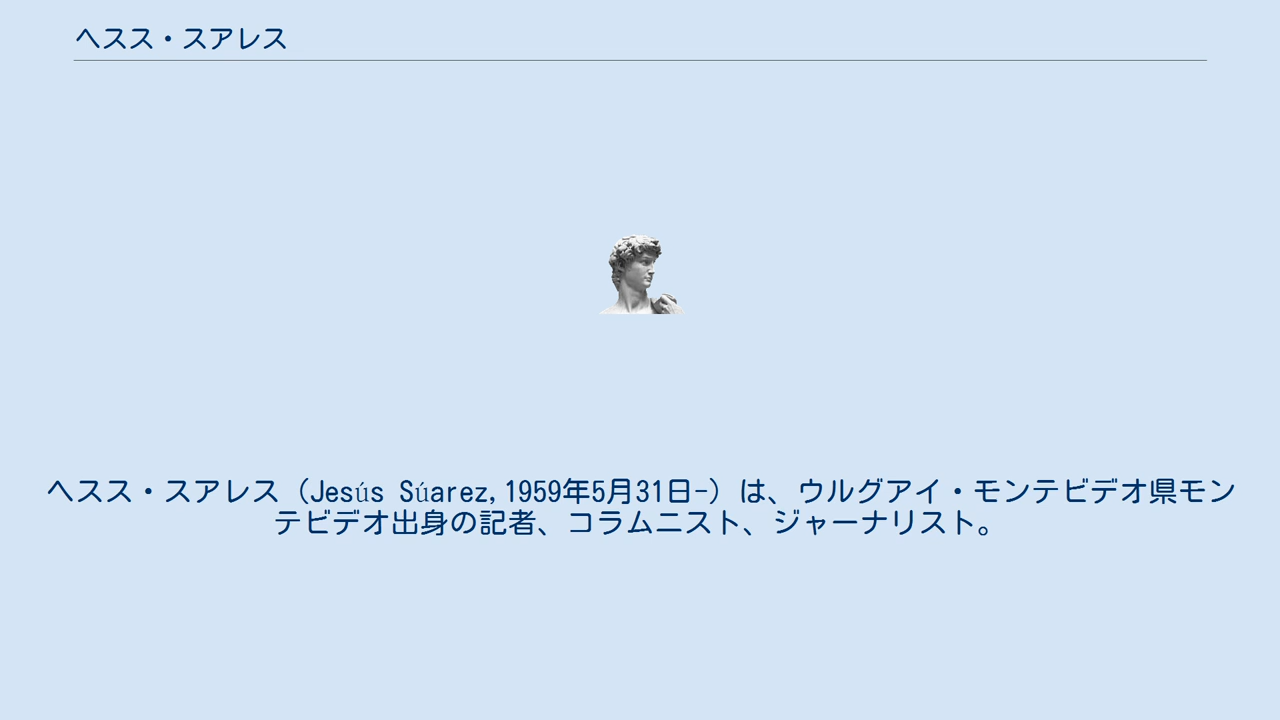 ヘスス・スアレス
ヘスス・スアレス（Jesús Súarez,1959年5月31日-）は、ウルグアイ・モンテビデオ県モン
テビデオ出身の記者、コラムニスト、ジャーナリスト。